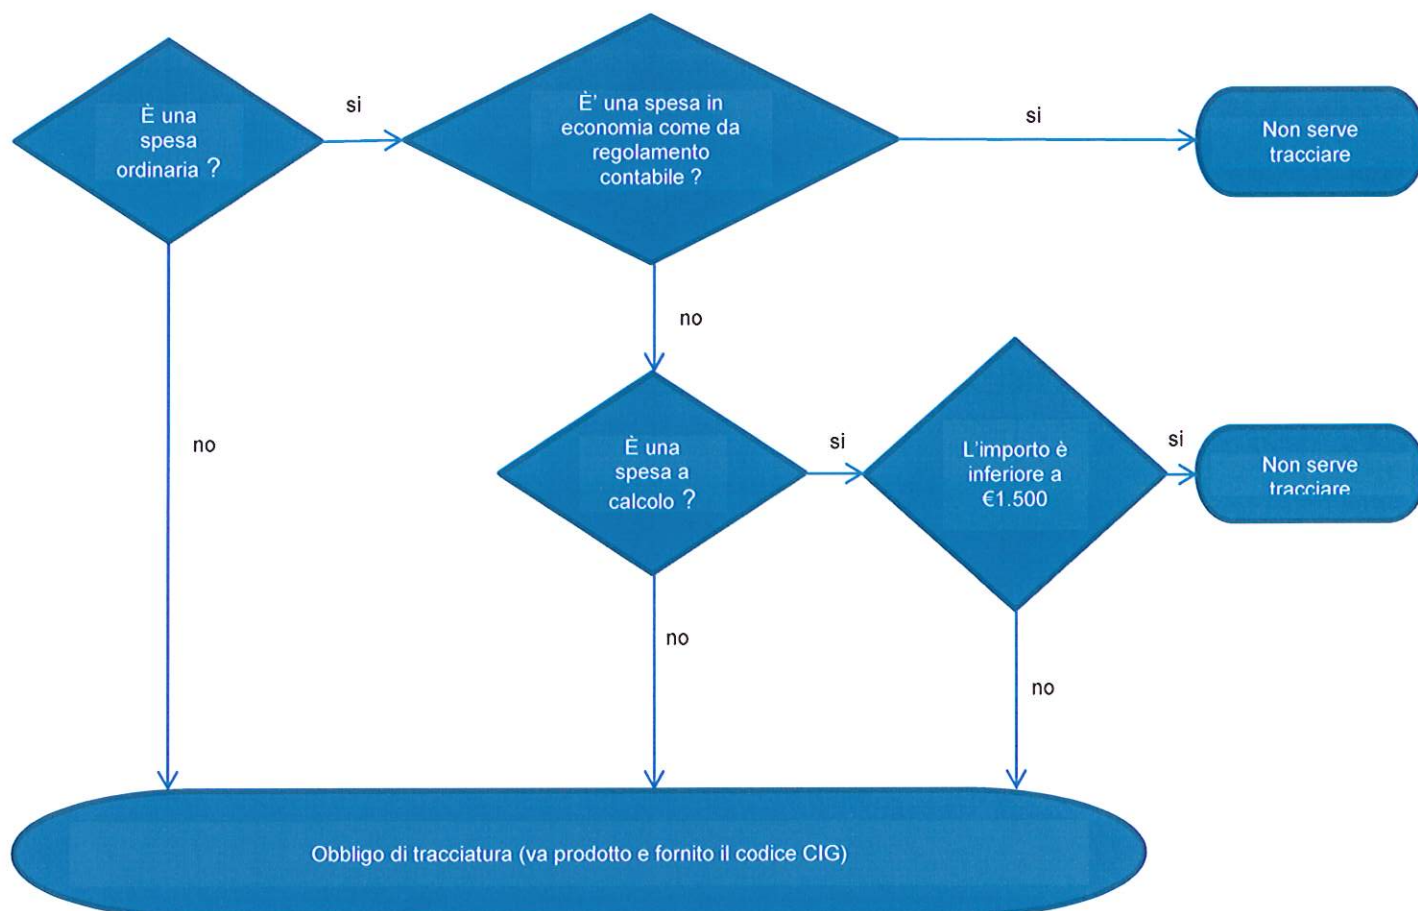 È una
spesa
ordinaria ?
si
È' una spesa in
economia come da
regolamento
contabile ?
si
Non serve
tracciare
no
no
È una
spesa a
calcolo ?
si
L'importo è
inferiore a
€1.500
si
Non serve
tracciare
no
no
Obbligo di tracciatura (va prodotto e fornito il codice CIG)